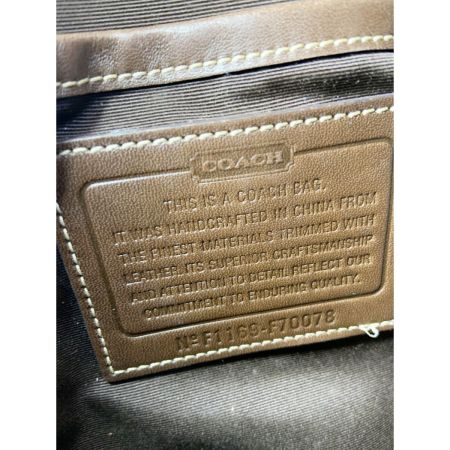 COACH
THIS IS A COACH BAG.
IT WAS HANDCRAFTED IN CHINA FROM
THE FINEST MATERIALS TRIMMED WITH
LEATHER. ITS SUPERIOR CRAFTSMANSHIP
AND ATTENTION TO DETAIL REFLECT OUR
COMMITMENT TO ENDURING QUALITY.
Nº F1169-F70078